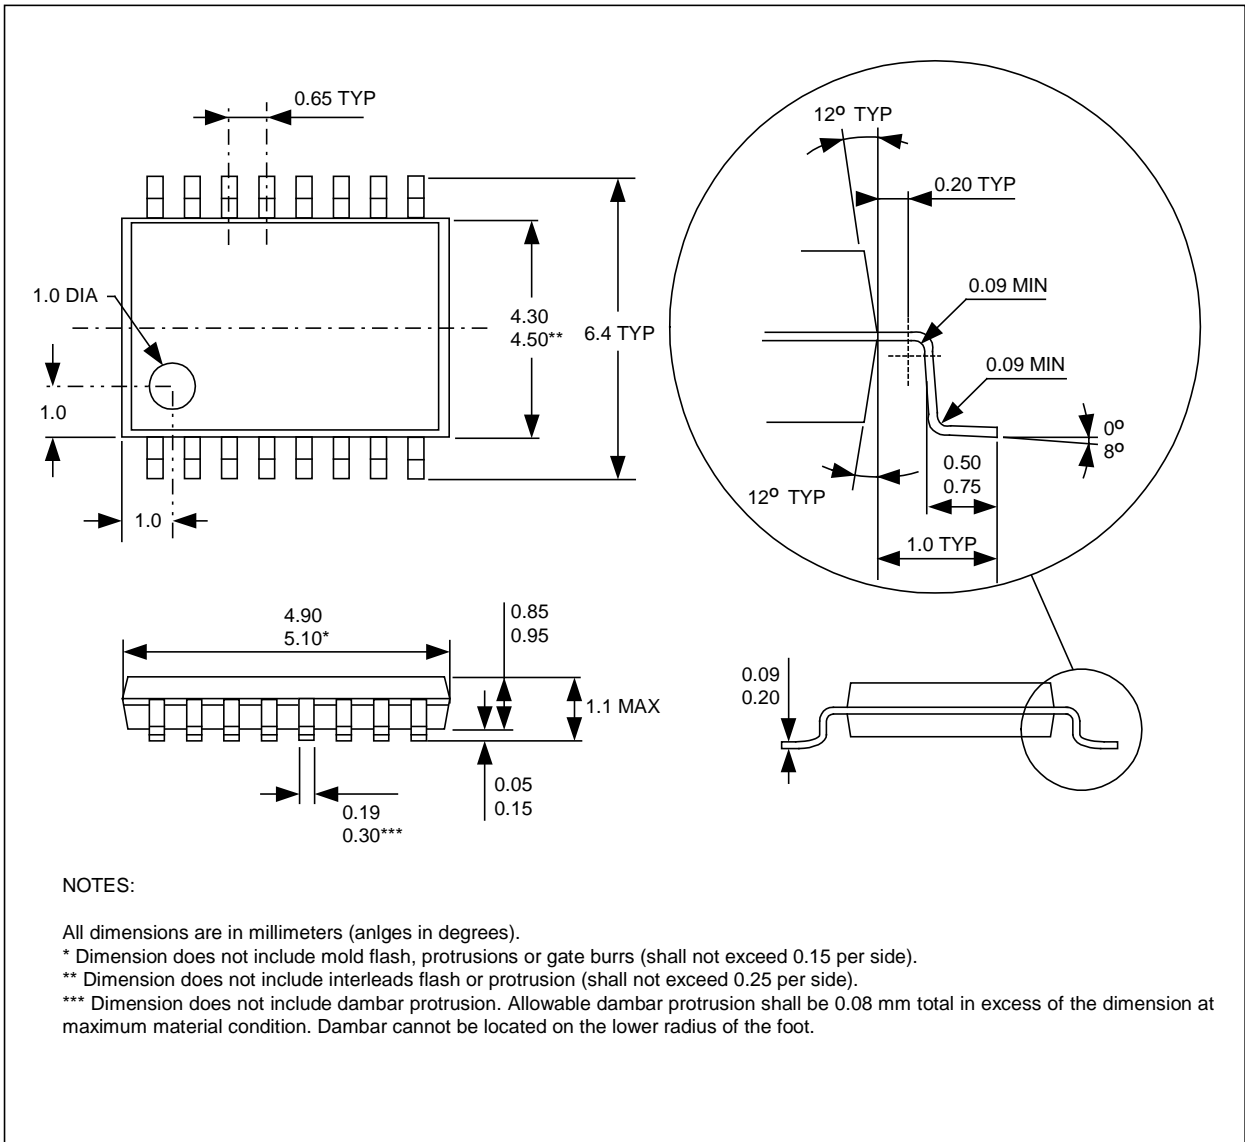 0.65 TYP
12º TYP
0.20 TYP
1.0 DIA
0.09 MIN
4.30
4.50**
6.4 TYP
0.09 MIN
1.0
0º
8º
0.50
0.75
12º TYP
1.0
1.0 TYP
4.90
5.10*
0.85
0.95
0.09
0.20
1.1 MAX
0.05
0.15
0.19
0.30***
NOTES:
All dimensions are in millimeters (anlges in degrees).
* Dimension does not include mold flash, protrusions or gate burrs (shall not exceed 0.15 per side).
** Dimension does not include interleads flash or protrusion (shall not exceed 0.25 per side).
*** Dimension does not include dambar protrusion. Allowable dambar protrusion shall be 0.08 mm total in excess of the dimension at
maximum material condition. Dambar cannot be located on the lower radius of the foot.